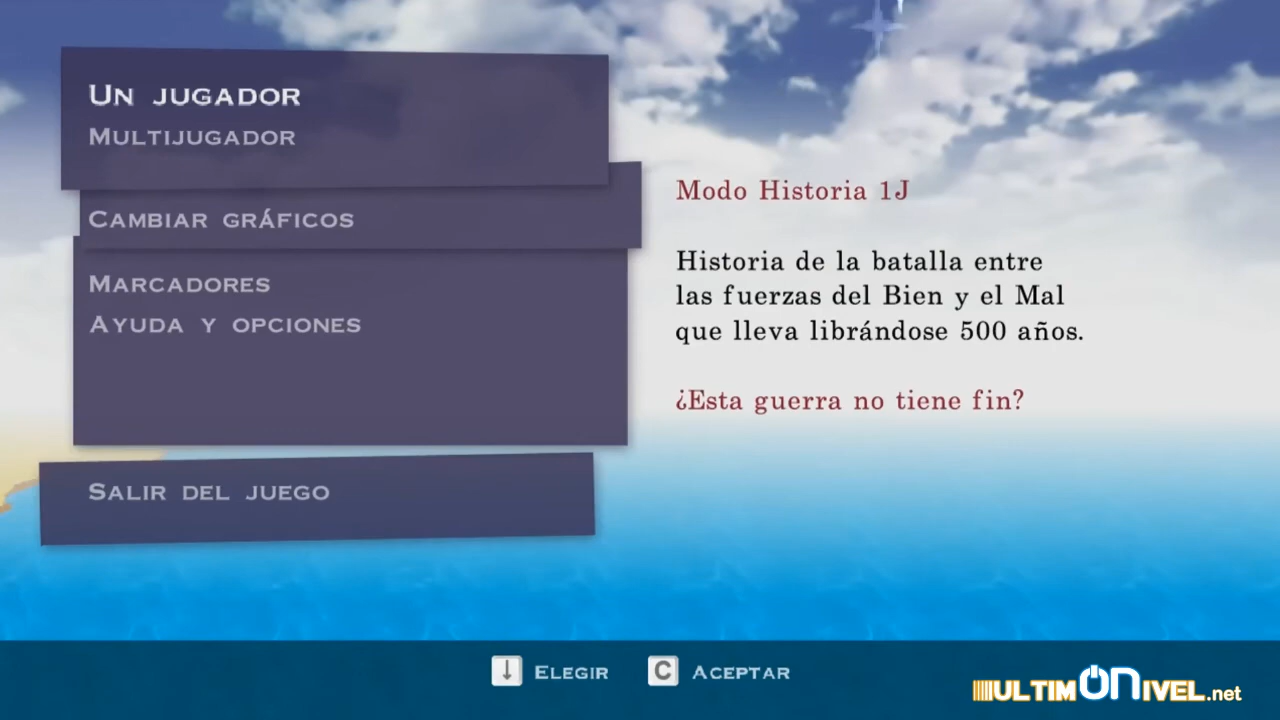 Un jugador
Multijugador
Cambiar gráficos
Marcadores
Ayuda y opciones
Salir del juego
Modo Historia 1J
Historia de la batalla entre
las fuerzas del Bien y el Mal
que lleva librándose 500 años.
¿Esta guerra no tiene fin?
↓ Elegir C Aceptar
ULTIMONIVEL.net